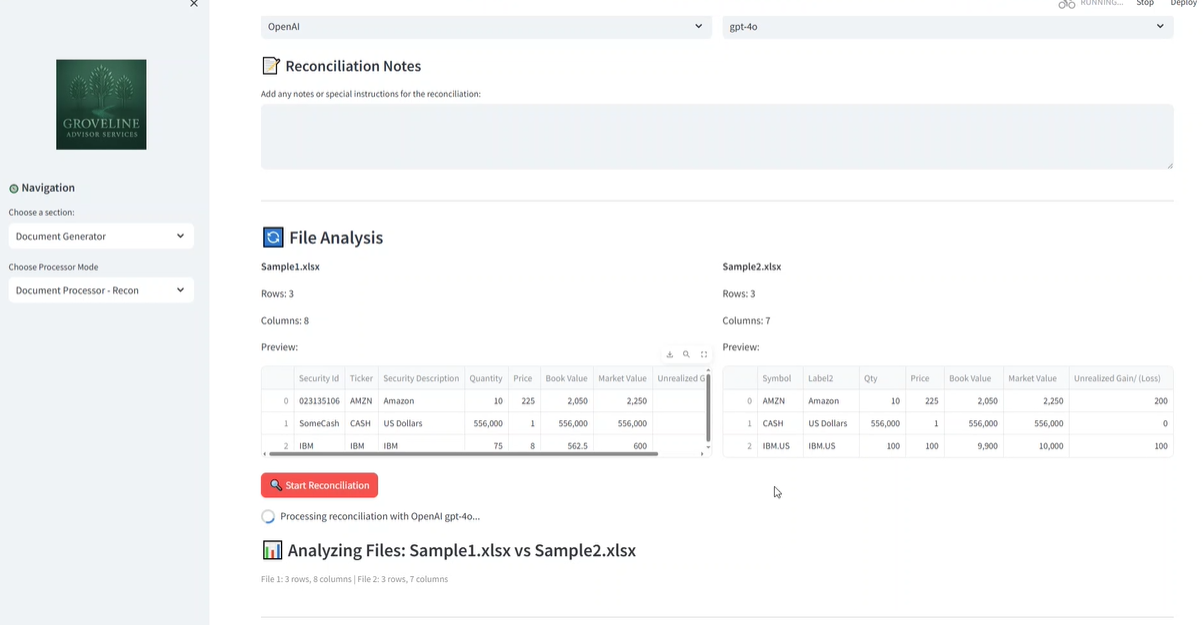 RUNNING...
Stop
Deploy
OpenAI
gpt-4o
GROVELINE
ADVISOR SERVICES
Navigation
Choose a section:
Document Generator
Choose Processor Mode
Document Processor - Recon
Reconciliation Notes
Add any notes or special instructions for the reconciliation:
File Analysis
Sample1.xlsx
Rows: 3
Columns: 8
Preview:
Security Id Ticker Security Description Quantity Price Book Value Market Value Unrealized G
0 023135106 AMZN Amazon 10 225 2,050 2,250
1 SomeCash CASH US Dollars 556,000 1 556,000 556,000
2 IBM IBM IBM 75 8 562.5 600
Sample2.xlsx
Rows: 3
Columns: 7
Preview:
Symbol Label2 Qty Price Book Value Market Value Unrealized Gain/ (Loss)
0 AMZN Amazon 10 225 2,050 2,250 200
1 CASH US Dollars 556,000 1 556,000 556,000 0
2 IBM.US IBM.US 100 100 9,900 10,000 100
Start Reconciliation
Processing reconciliation with OpenAI gpt-4o...
Analyzing Files: Sample1.xlsx vs Sample2.xlsx
File 1: 3 rows, 8 columns | File 2: 3 rows, 7 columns